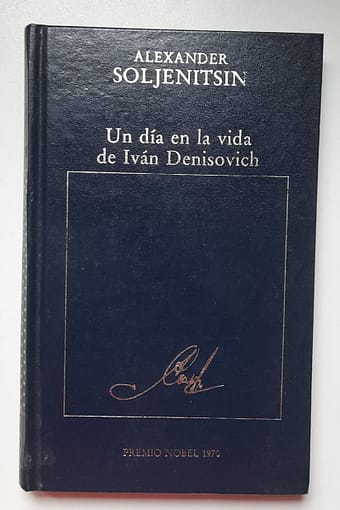 ALEXANDER
SOLJENITSIN
Un día en la vida
de Iván Denisovich
PREMIO NOBEL 1970